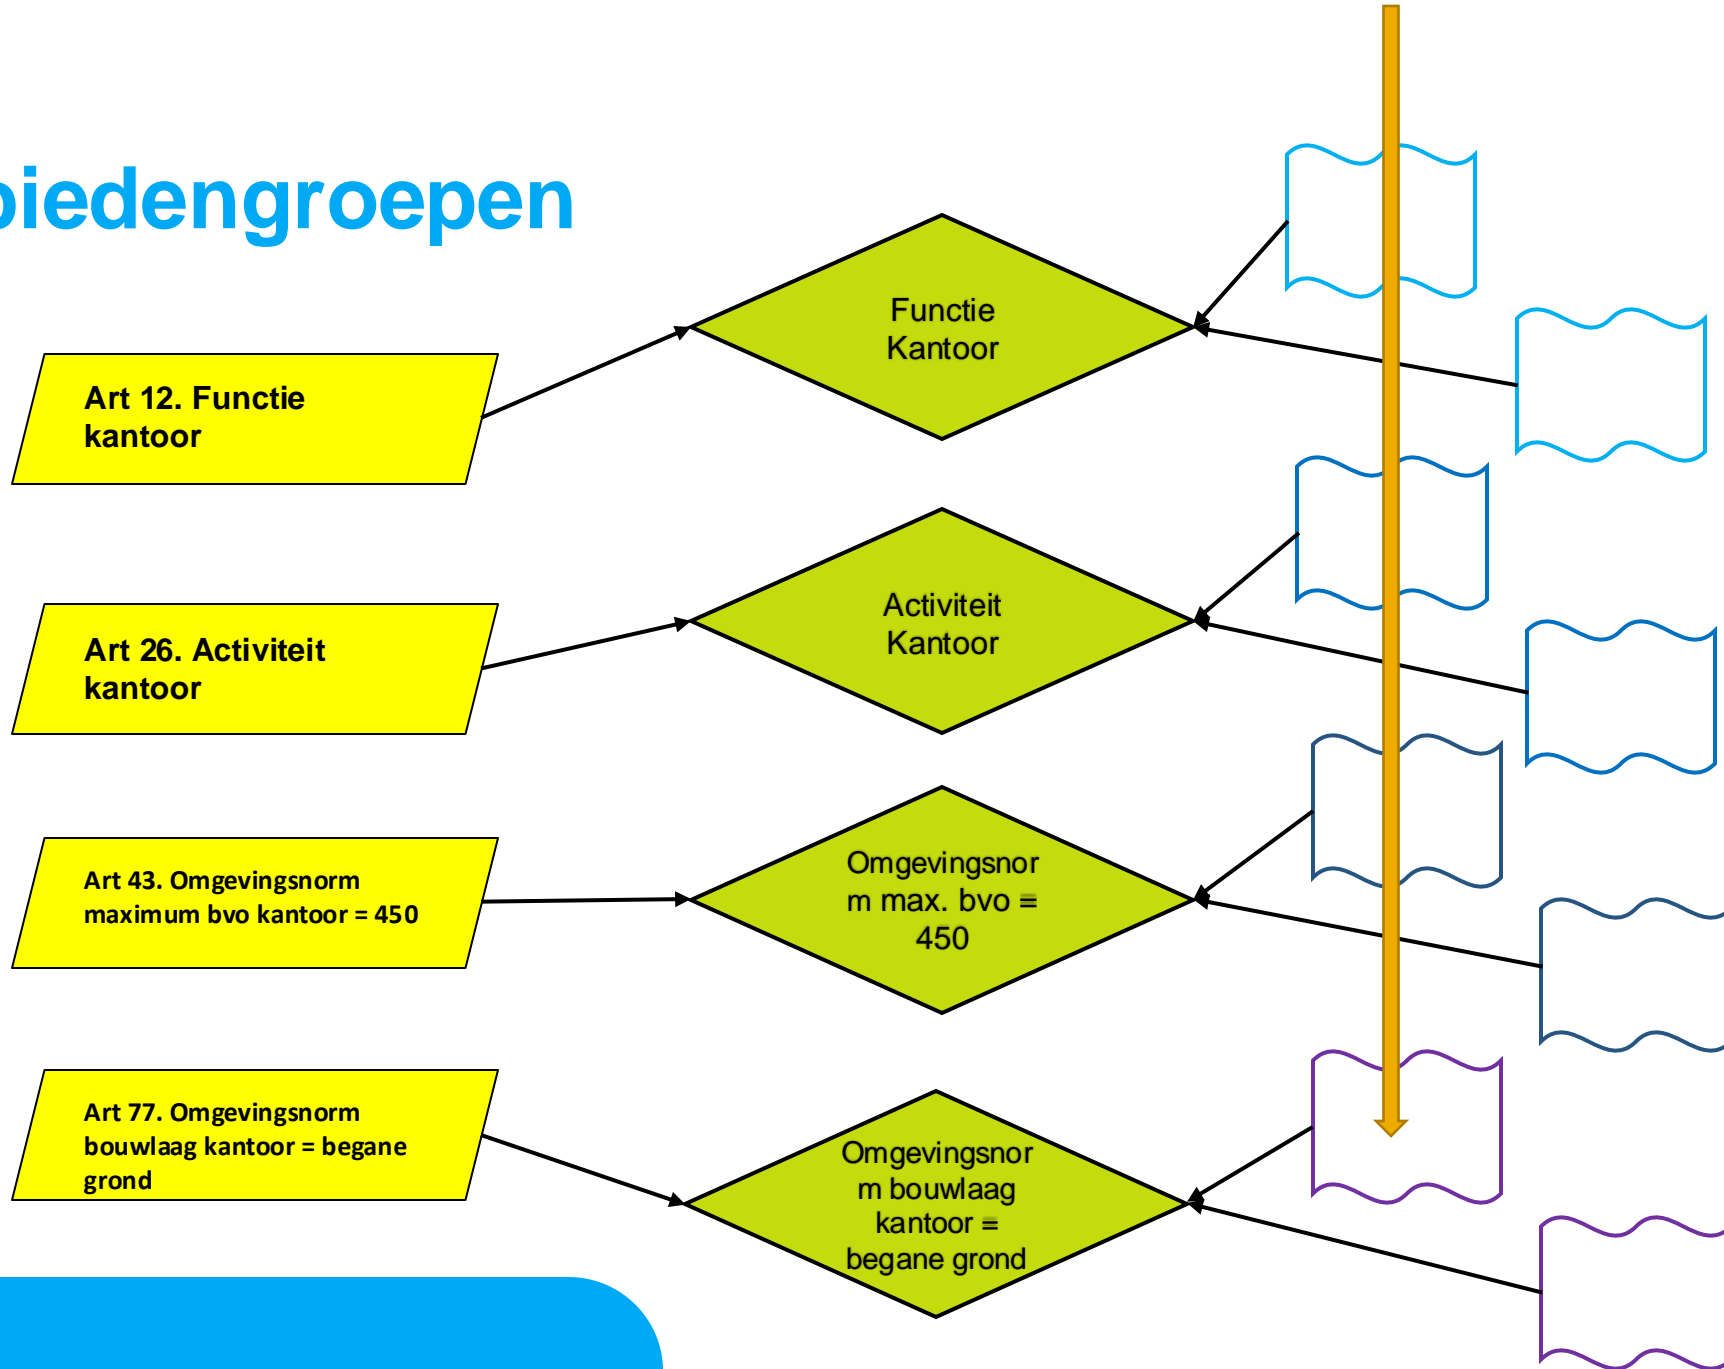 biedengroepen
Functie
Kantoor
Art 12. Functie
kantoor
Activiteit
Kantoor
Art 26. Activiteit
kantoor
Omgevingsnor
m max. bvo =
450
Art 43. Omgevingsnorm
maximum bvo kantoor = 450
Art 77. Omgevingsnorm
bouwlaag kantoor = begane
grond
Omgevingsnor
m bouwlaag
kantoor =
begane grond